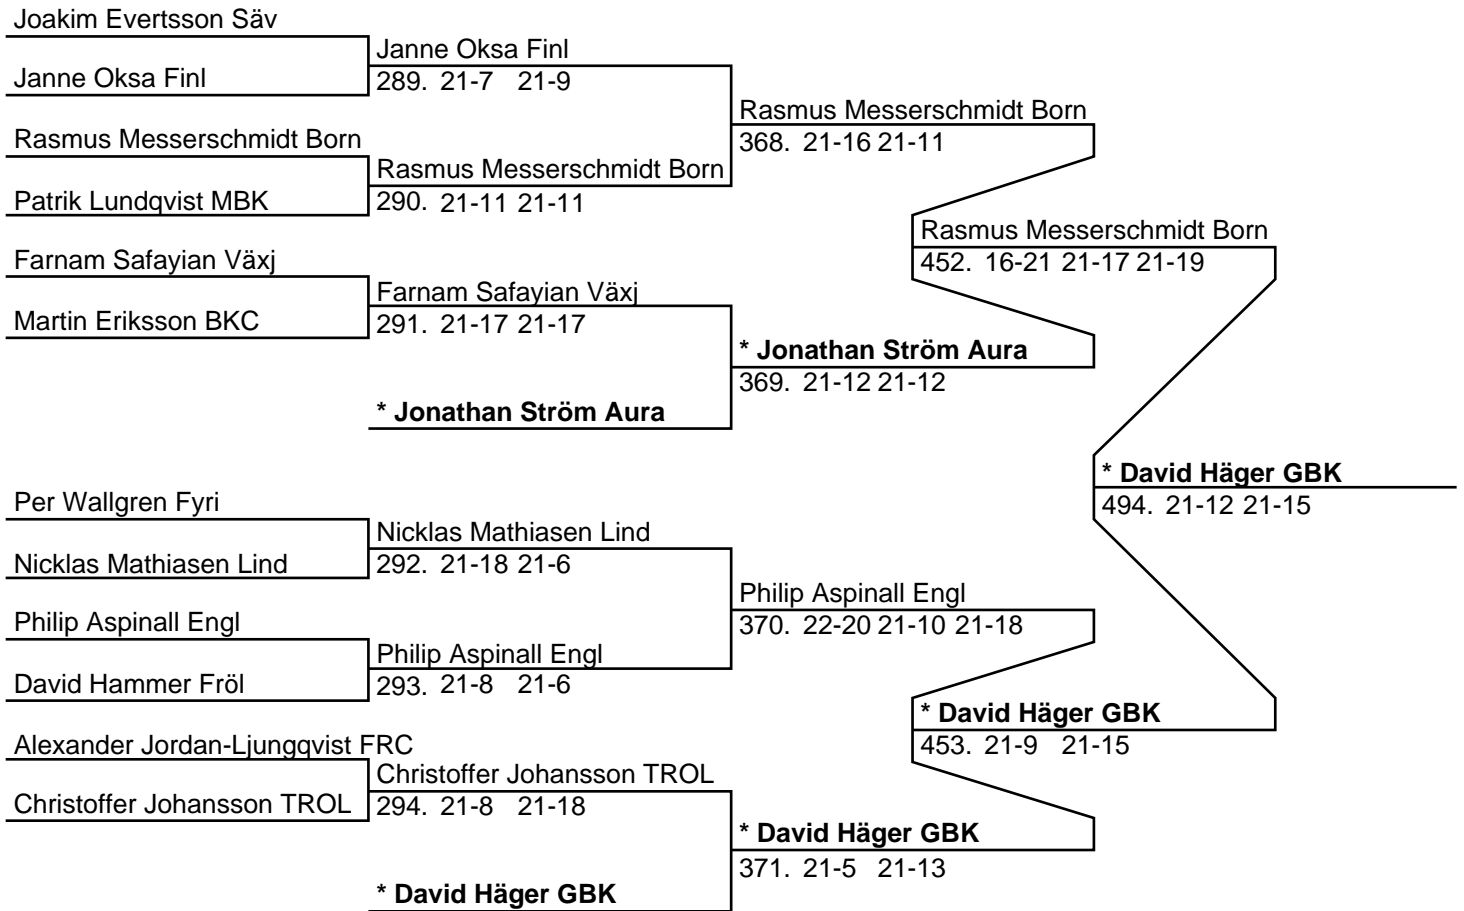 Joakim Evertsson Säv
Janne Oksa Finl
Janne Oksa Finl
289. 21-7 21-9
Rasmus Messerschmidt Born
368. 21-16 21-11
Rasmus Messerschmidt Born
Rasmus Messerschmidt Born
290. 21-11 21-11
Patrik Lundqvist MBK
Rasmus Messerschmidt Born
452. 16-21 21-17 21-19
Farnam Safayian Växj
Farnam Safayian Växj
291. 21-17 21-17
Martin Eriksson BKC
* Jonathan Ström Aura
369. 21-12 21-12
* Jonathan Ström Aura
* David Häger GBK
494. 21-12 21-15
Per Wallgren Fyri
Nicklas Mathiasen Lind
292. 21-18 21-6
Nicklas Mathiasen Lind
Philip Aspinall Engl
370. 22-20 21-10 21-18
Philip Aspinall Engl
Philip Aspinall Engl
293. 21-8 21-6
David Hammer Fröl
* David Häger GBK
453. 21-9 21-15
Alexander Jordan-Ljungqvist FRC
Christoffer Johansson TROL
294. 21-8 21-18
Christoffer Johansson TROL
* David Häger GBK
371. 21-5 21-13
* David Häger GBK